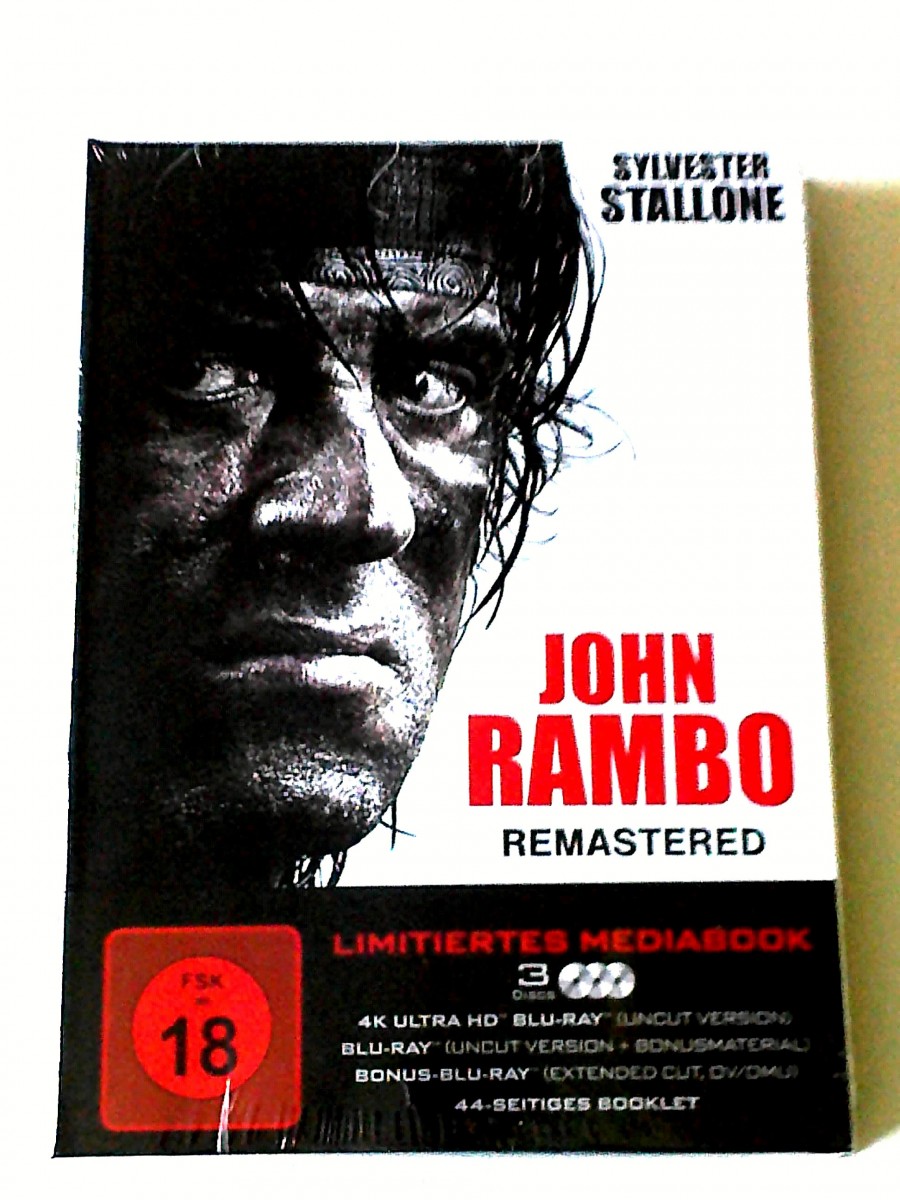 SYLVESTER
STALLONE
JOHN
RAMBO
REMASTERED
LIMITIERTES MEDIABOOK
3
Discs
4K ULTRA HD™ BLU-RAY™ (UNCUT VERSION)
BLU-RAY™ (UNCUT VERSION + BONUSMATERIAL)
BONUS-BLU-RAY™ (EXTENDED CUT, OV/OMU)
44-SEITIGES BOOKLET
FSK
ab
18